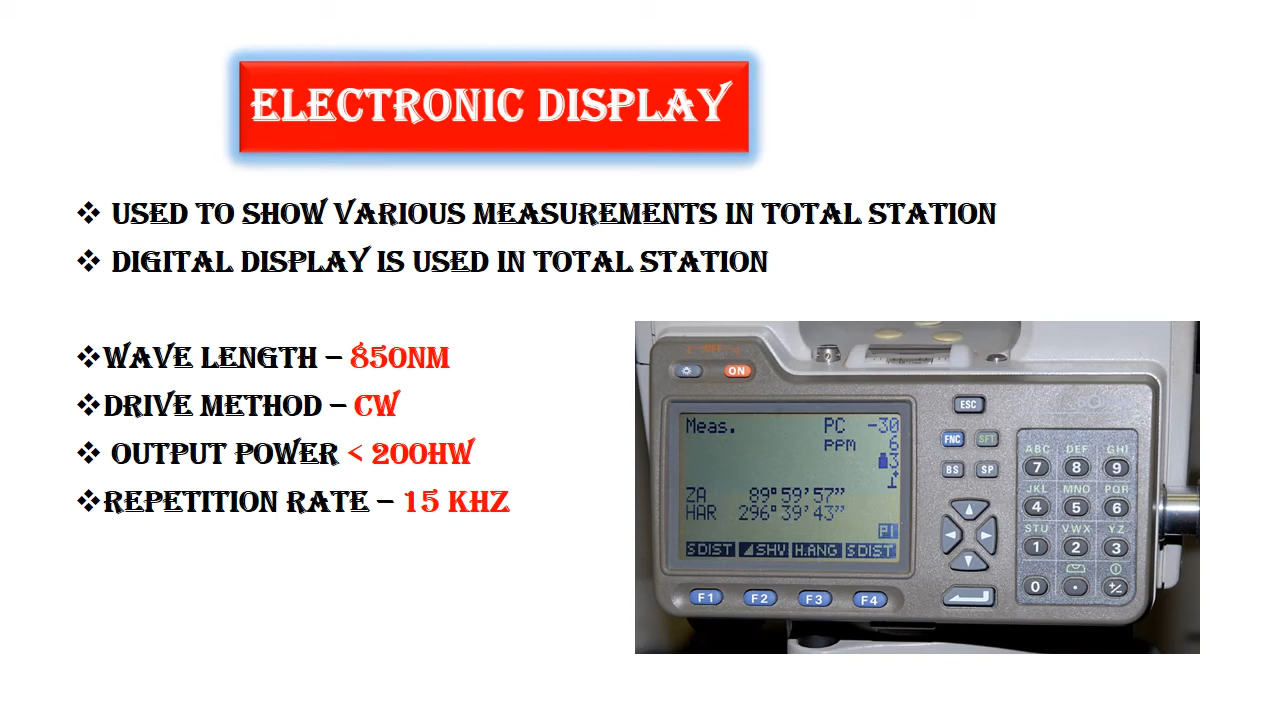 ELECTRONIC DISPLAY
❖ USED TO SHOW VARIOUS MEASUREMENTS IN TOTAL STATION
❖ DIGITAL DISPLAY IS USED IN TOTAL STATION
❖WAVE LENGTH – 850NM
❖DRIVE METHOD – CW
❖ OUTPUT POWER < 200HW
❖REPETITION RATE – 15 KHZ
ON
Meas. PC -30
PPM 6
3
ZA 89°59'57"
HAR 296°39'43"
P1
SDIST ◢SHV H.ANG SDIST
F1 F2 F3 F4
ESC
FNC SFT
BS SP
ABC DEF GHI
7 8 9
JKL MNO PQR
4 5 6
STU VWX YZ
1 2 3
0 . +/-